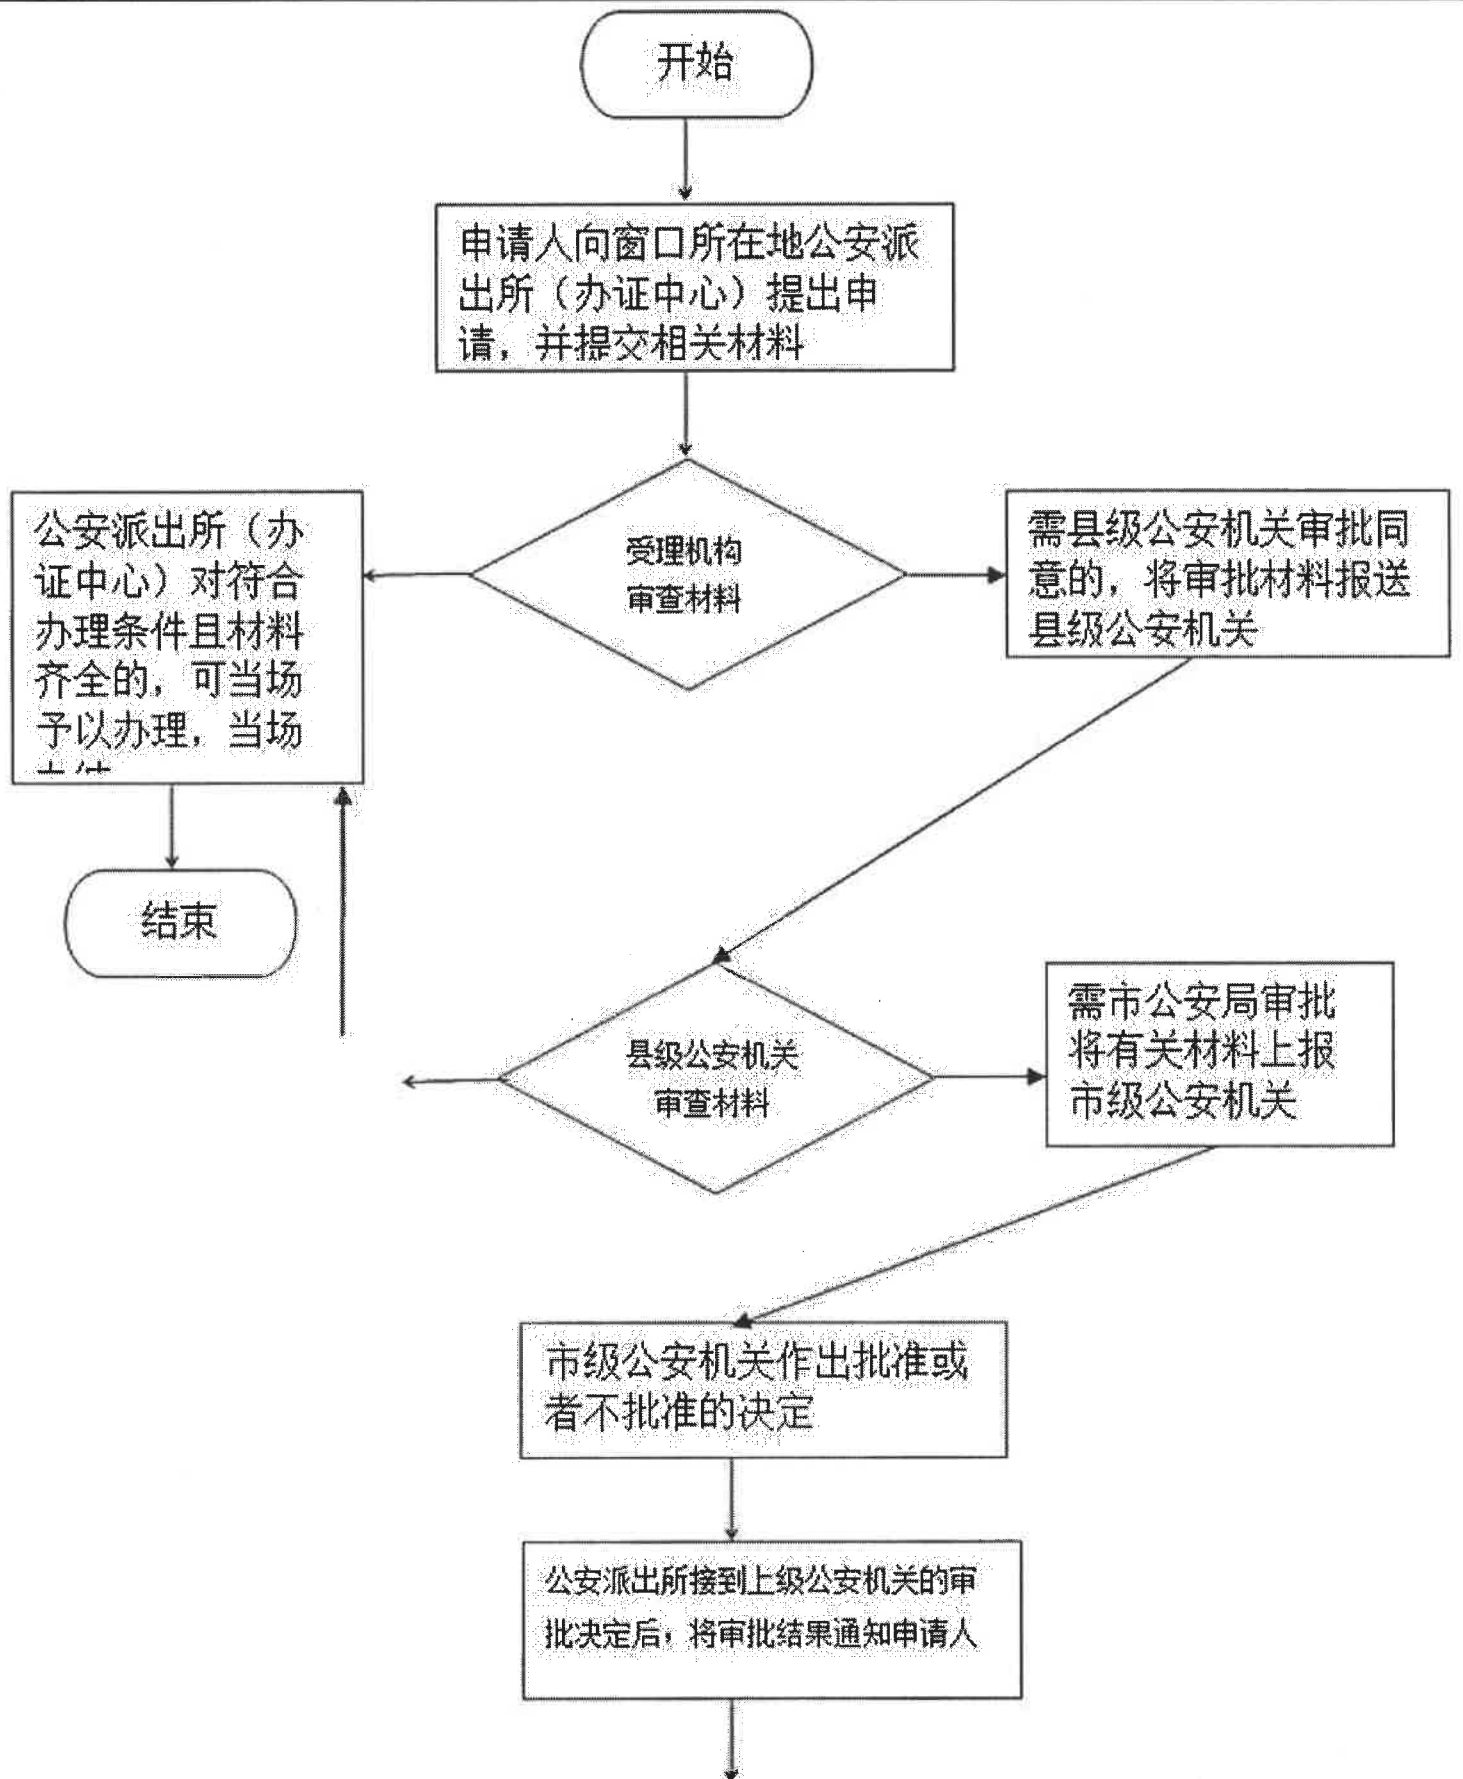 开始
申请人向窗口所在地公安派
出所（办证中心）提出申
请，并提交相关材料
受理机构
审查材料
公安派出所（办
证中心）对符合
办理条件且材料
齐全的，可当场
予以办理，当场
需县级公安机关审批同
意的，将审批材料报送
县级公安机关
结束
县级公安机关
审查材料
需市公安局审批
将有关材料上报
市级公安机关
市级公安机关作出批准或
者不批准的决定
公安派出所接到上级公安机关的审
批决定后，将审批结果通知申请人